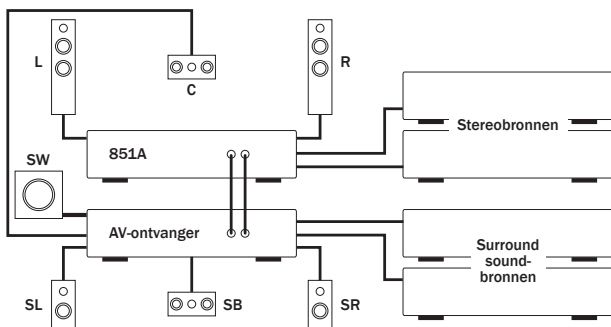 L
C
R
851A
Stereobronnen
SW
AV-ontvanger
Surround
sound-
bronnen
SL
SB
SR